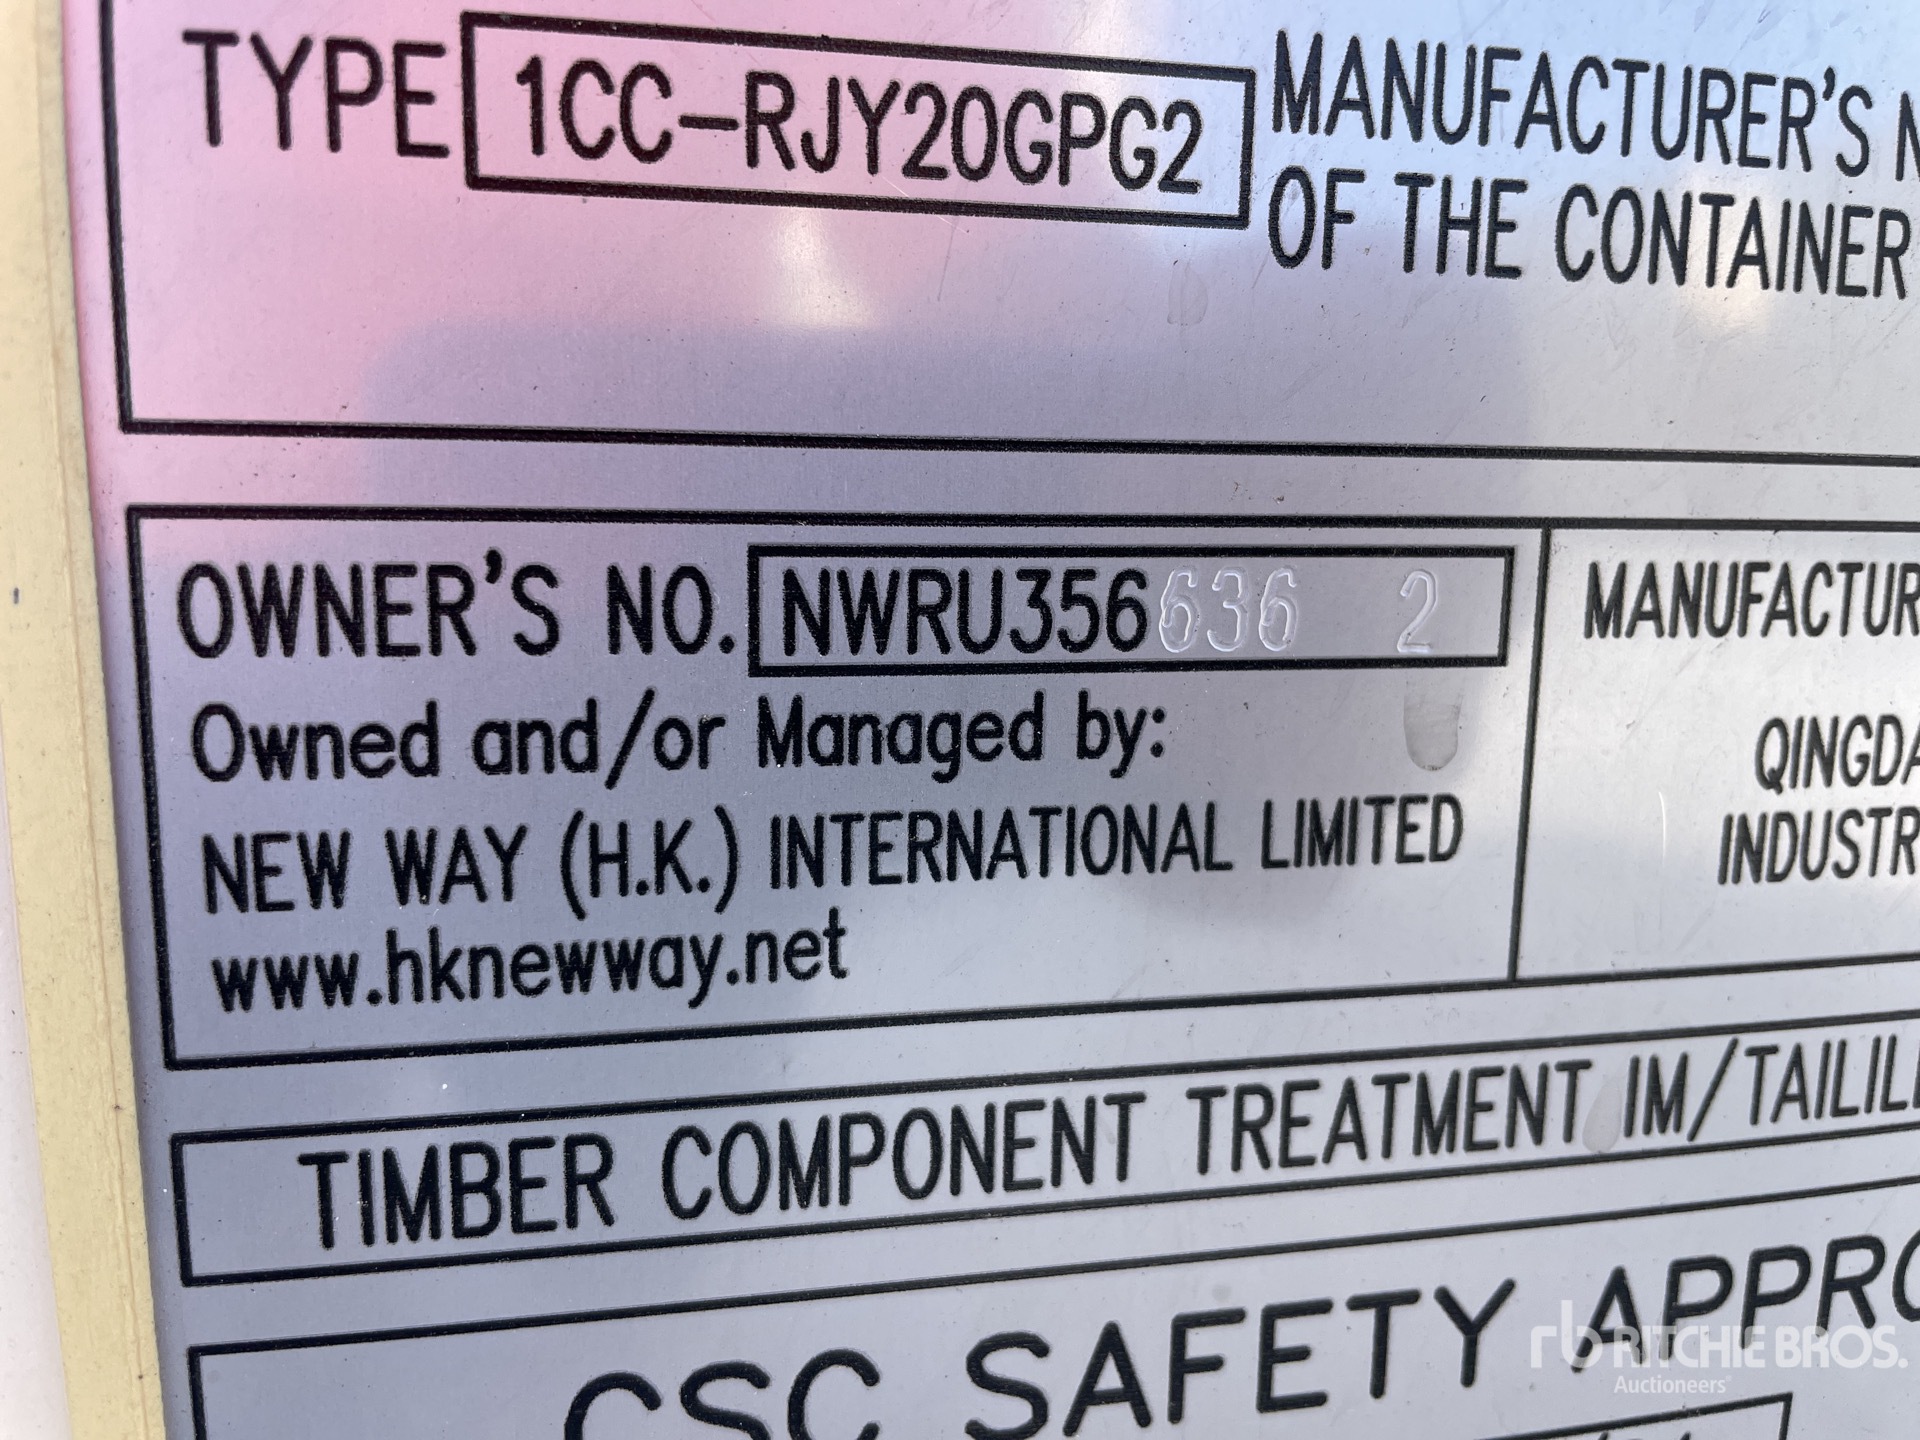 TYPE 1CC-RJY20GPG2
MANUFACTURER'S
OF THE CONTAINER
OWNER'S NO. NWRU356636 2
Owned and/or Managed by:
NEW WAY (H.K.) INTERNATIONAL LIMITED
www.hknewway.net
MANUFACTUR
QINGDA
INDUSTR
TIMBER COMPONENT TREATMENT IM/TAILIL
CSC SAFETY APPRO
rb RITCHIE BROS.
Auctioneers